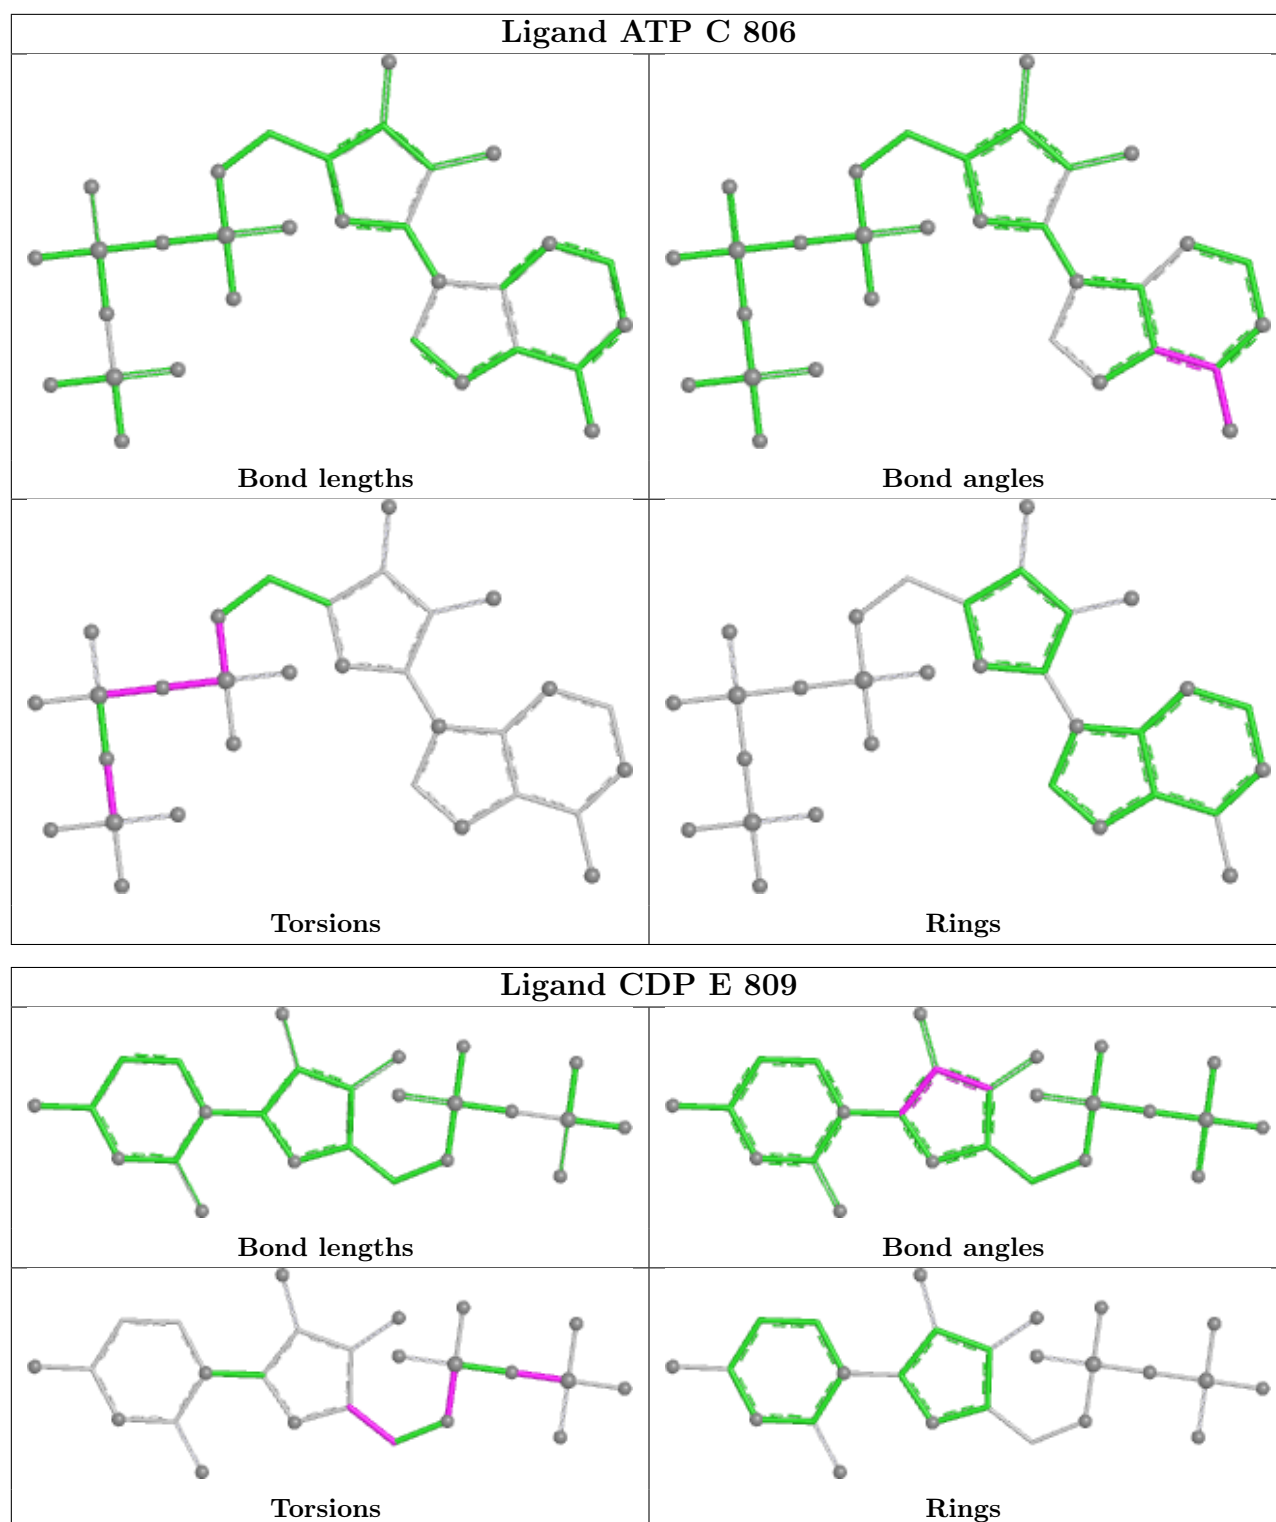 Ligand ATP C 806
Bond lengths
Bond angles
Torsions
Rings
Ligand CDP E 809
Bond lengths
Bond angles
Torsions
Rings